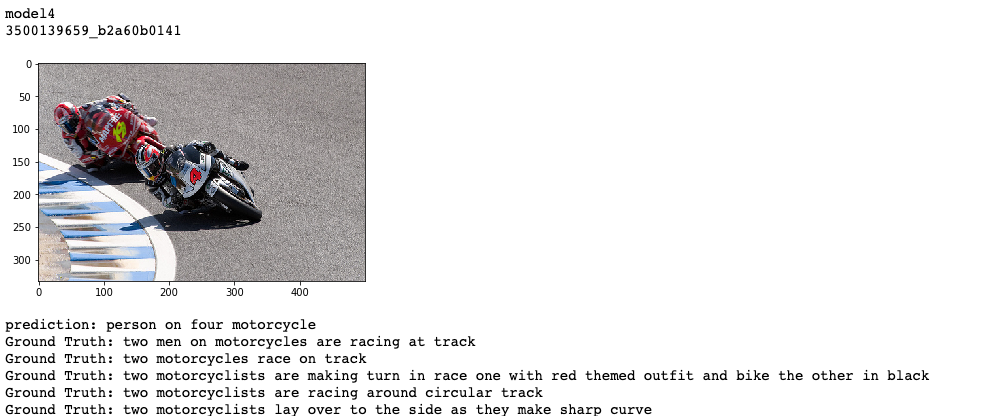 model4
3500139659_b2a60b0141
0
50
100
150
200
250
300
0 100 200 300 400
prediction: person on four motorcycle
Ground Truth: two men on motorcycles are racing at track
Ground Truth: two motorcycles race on track
Ground Truth: two motorcyclists are making turn in race one with red themed outfit and bike the other in black
Ground Truth: two motorcyclists are racing around circular track
Ground Truth: two motorcyclists lay over to the side as they make sharp curve